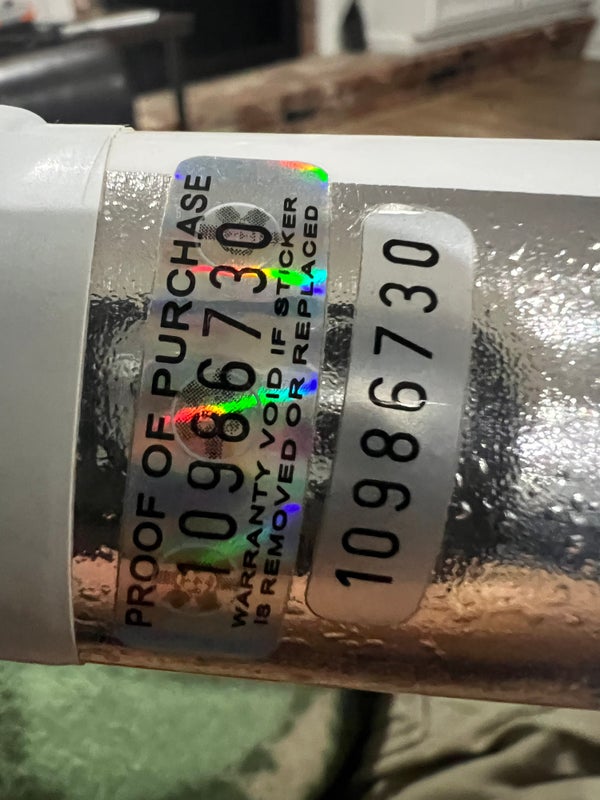 PROOF OF PURCHASE
10986730
WARRANTY VOID IF STICKER
IS REMOVED OR REPLACED
10986730